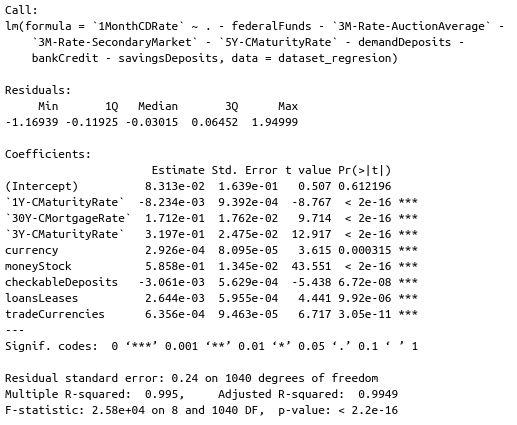 Call:
lm(formula = `1MonthCDRate` ~ . - federalFunds - `3M-Rate-AuctionAverage` -
`3M-Rate-SecondaryMarket` - `5Y-CMaturityRate` - demandDeposits -
bankCredit - savingsDeposits, data = dataset_regresion)
Residuals:
Min 1Q Median 3Q Max
-1.16939 -0.11925 -0.03015 0.06452 1.94999
Coefficients:
Estimate Std. Error t value Pr(>|t|)
(Intercept) 8.313e-02 1.639e-01 0.507 0.612196
`1Y-CMaturityRate` -8.234e-03 9.392e-04 -8.767 < 2e-16 ***
`30Y-CMortgageRate` 1.712e-01 1.762e-02 9.714 < 2e-16 ***
`3Y-CMaturityRate` 3.197e-01 2.475e-02 12.917 < 2e-16 ***
currency 2.926e-04 8.095e-05 3.615 0.000315 ***
moneyStock 5.858e-01 1.345e-02 43.551 < 2e-16 ***
checkableDeposits -3.061e-03 5.629e-04 -5.438 6.72e-08 ***
loansLeases 2.644e-03 5.955e-04 4.441 9.92e-06 ***
tradeCurrencies 6.356e-04 9.463e-05 6.717 3.05e-11 ***
---
Signif. codes: 0 ‘***’ 0.001 ‘**’ 0.01 ‘*’ 0.05 ‘.’ 0.1 ‘ ’ 1
Residual standard error: 0.24 on 1040 degrees of freedom
Multiple R-squared: 0.995, Adjusted R-squared: 0.9949
F-statistic: 2.58e+04 on 8 and 1040 DF, p-value: < 2.2e-16